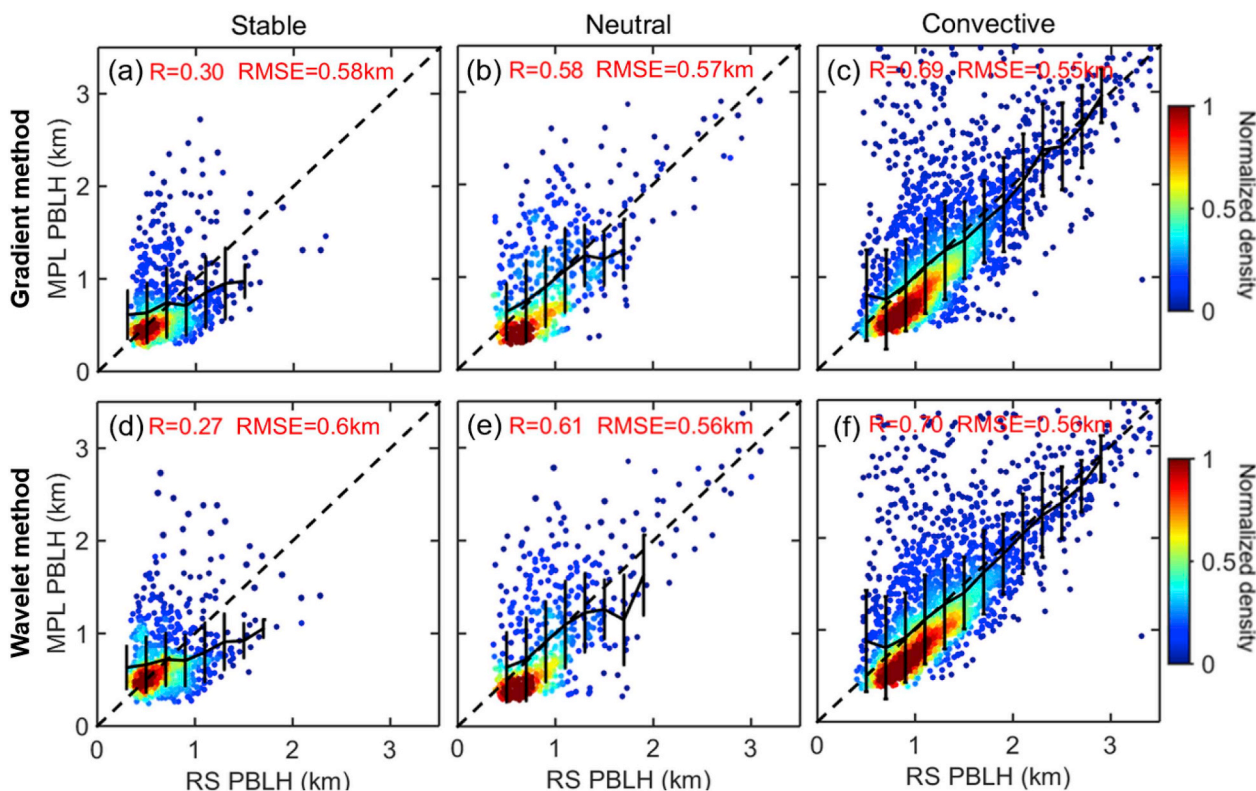 Stable Neutral Convective
(a) R=0.30 RMSE=0.58km (b) R=0.58 RMSE=0.57km (c) R=0.69 RMSE=0.55km
Gradient method
MPL PBLH (km)
3
2
1
0
1
0.5
0
Normalized density
(d) R=0.27 RMSE=0.6km (e) R=0.61 RMSE=0.56km (f) R=0.70 RMSE=0.56km
Wavelet method
MPL PBLH (km)
3
2
1
0
1
0.5
0
Normalized density
0 1 2 3 0 1 2 3 0 1 2 3
RS PBLH (km) RS PBLH (km) RS PBLH (km)